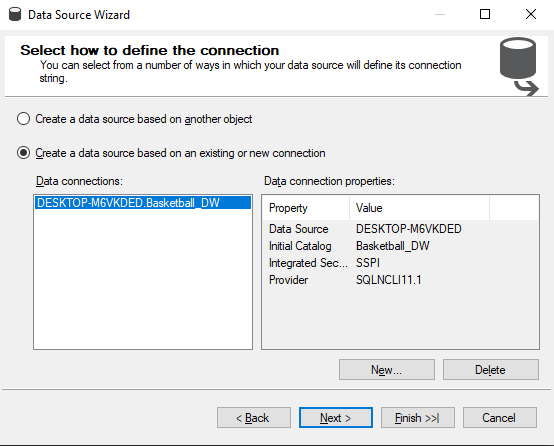 Data Source Wizard
Select how to define the connection
You can select from a number of ways in which your data source will define its connection
string.
Create a data source based on another object
Create a data source based on an existing or new connection
Data connections:
Data connection properties:
DESKTOP-M6VKDED.Basketball_DW
Property Value
Data Source DESKTOP-M6VKDED
Initial Catalog Basketball_DW
Integrated Sec... SSPI
Provider SQLNCLI11.1
New...
Delete
< Back
Next >
Finish >>|
Cancel